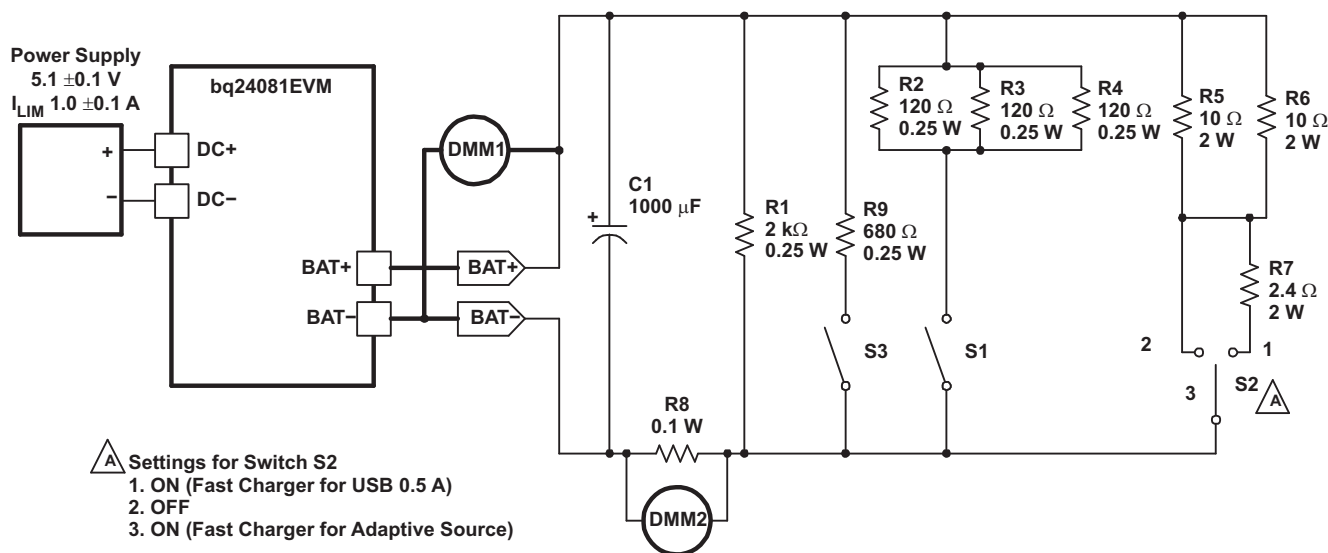 Power Supply
5.1 ±0.1 V
I_LIM 1.0 ±0.1 A
+
−
bq24081EVM
DC+
DC−
BAT+
BAT−
DMM1
BAT+
BAT−
+
C1
1000 μF
R1
2 kΩ
0.25 W
R9
680 Ω
0.25 W
R2
120 Ω
0.25 W
R3
120 Ω
0.25 W
R4
120 Ω
0.25 W
R5
10 Ω
2 W
R6
10 Ω
2 W
R7
2.4 Ω
2 W
S3
S1
2
1
3
S2
A
R8
0.1 W
DMM2
A Settings for Switch S2
1. ON (Fast Charger for USB 0.5 A)
2. OFF
3. ON (Fast Charger for Adaptive Source)